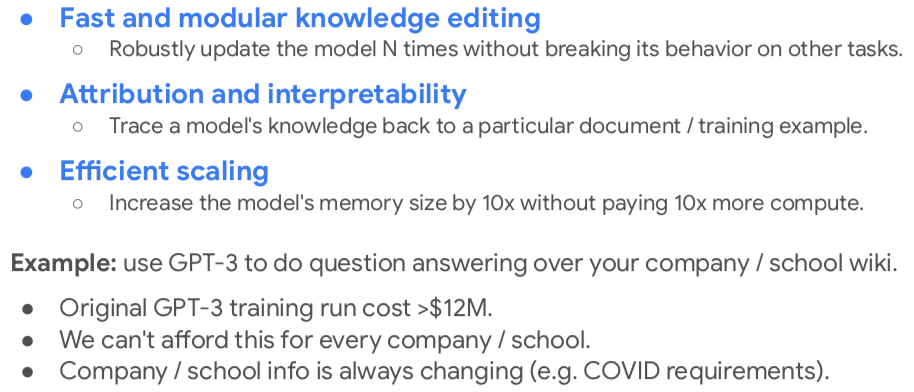 ● Fast and modular knowledge editing
○ Robustly update the model N times without breaking its behavior on other tasks.
● Attribution and interpretability
○ Trace a model's knowledge back to a particular document / training example.
● Efficient scaling
○ Increase the model's memory size by 10x without paying 10x more compute.
Example: use GPT-3 to do question answering over your company / school wiki.
● Original GPT-3 training run cost >$12M.
● We can't afford this for every company / school.
● Company / school info is always changing (e.g. COVID requirements).